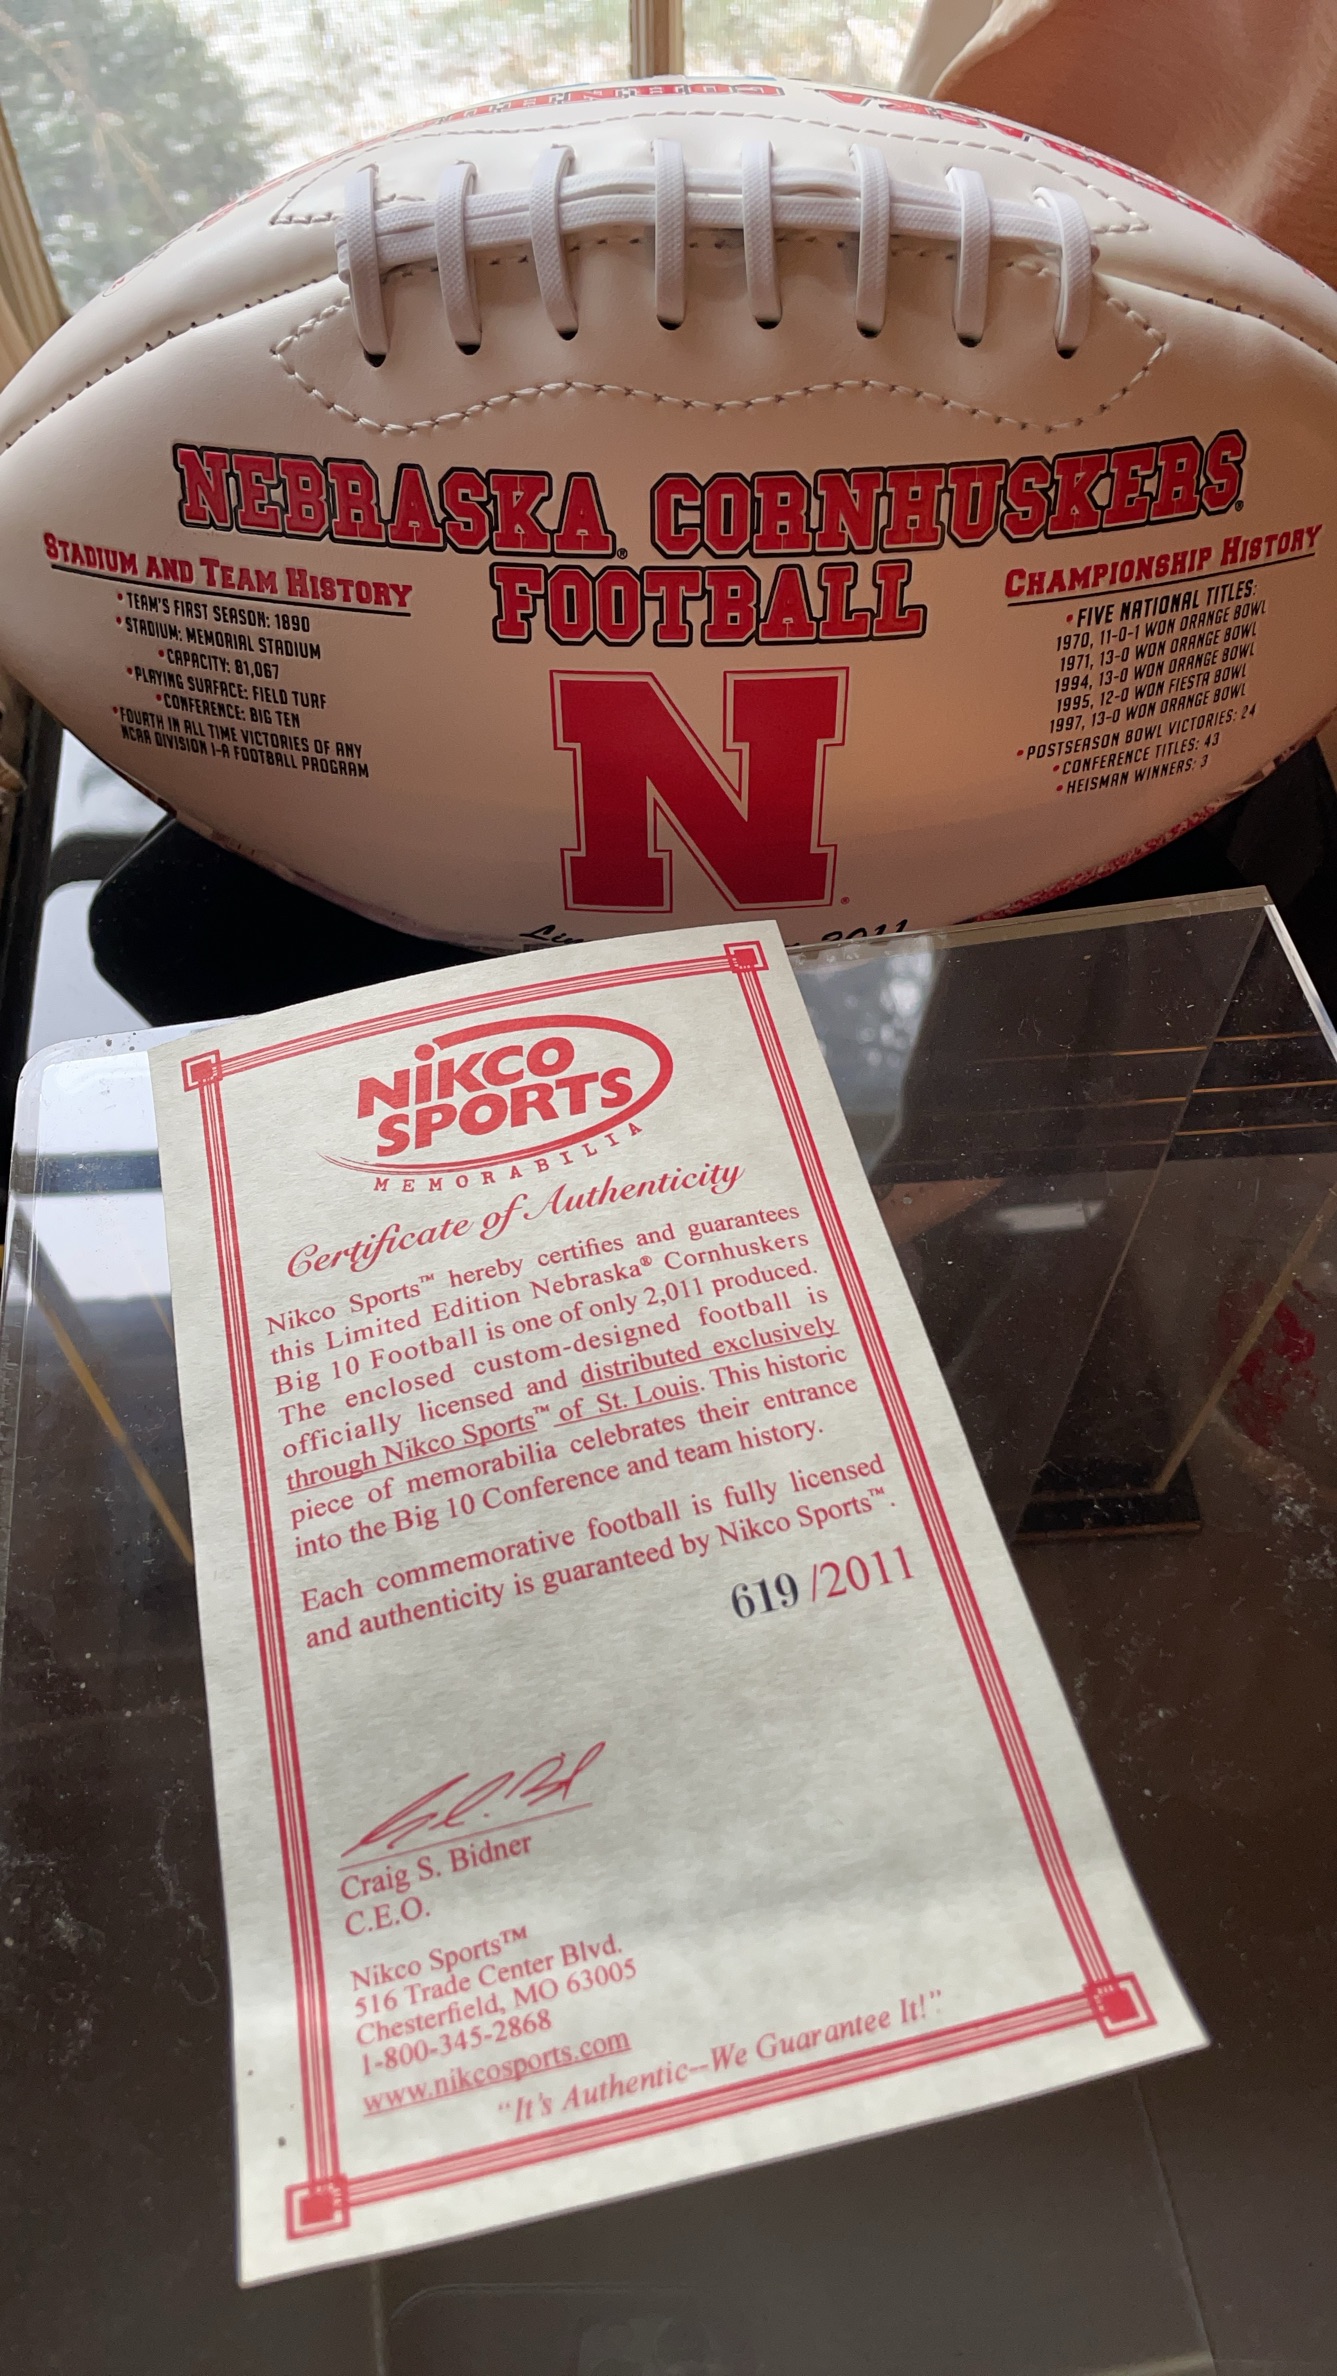 NEBRASKA® CORNHUSKERS®
FOOTBALL
STADIUM AND TEAM HISTORY
• TEAM'S FIRST SEASON: 1890
• STADIUM: MEMORIAL STADIUM
• CAPACITY: 81,067
• PLAYING SURFACE: FIELD TURF
• CONFERENCE: BIG TEN
• FOURTH IN ALL TIME VICTORIES OF ANY
NCAA DIVISION I-A FOOTBALL PROGRAM
CHAMPIONSHIP HISTORY
• FIVE NATIONAL TITLES:
1970, 11-0-1 WON ORANGE BOWL
1971, 13-0 WON ORANGE BOWL
1994, 13-0 WON ORANGE BOWL
1995, 12-0 WON FIESTA BOWL
1997, 13-0 WON ORANGE BOWL
• POSTSEASON BOWL VICTORIES: 24
• CONFERENCE TITLES: 43
• HEISMAN WINNERS: 3
N®
2011
NiKCO
SPORTS
MEMORABILIA
Certificate of Authenticity
Nikco Sports™ hereby certifies and guarantees
this Limited Edition Nebraska® Cornhuskers
Big 10 Football is one of only 2,011 produced.
The enclosed custom-designed football is
officially licensed and distributed exclusively
through Nikco Sports™ of St. Louis. This historic
piece of memorabilia celebrates their entrance
into the Big 10 Conference and team history.
Each commemorative football is fully licensed
and authenticity is guaranteed by Nikco Sports™.
619 /2011
Craig S. Bidner
C.E.O.
Nikco Sports™
516 Trade Center Blvd.
Chesterfield, MO 63005
1-800-345-2868
www.nikcosports.com
"It's Authentic--We Guarantee It!"